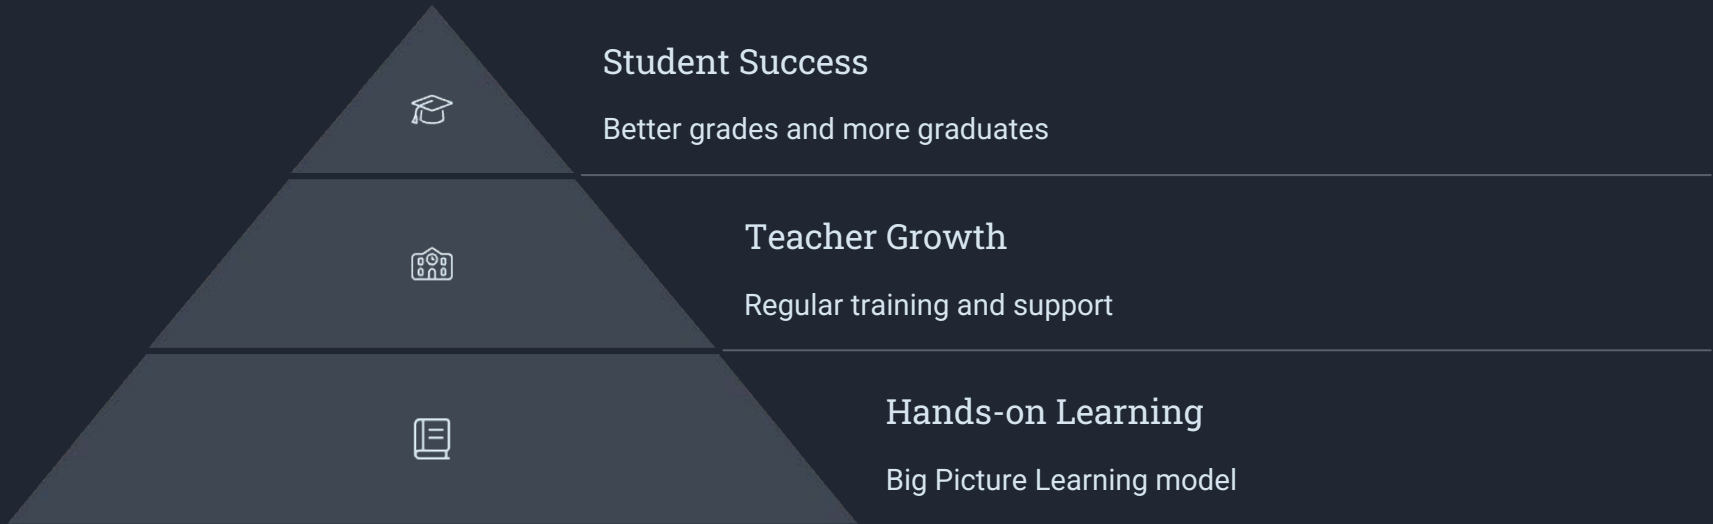 Student Success
Better grades and more graduates
Teacher Growth
Regular training and support
Hands-on Learning
Big Picture Learning model